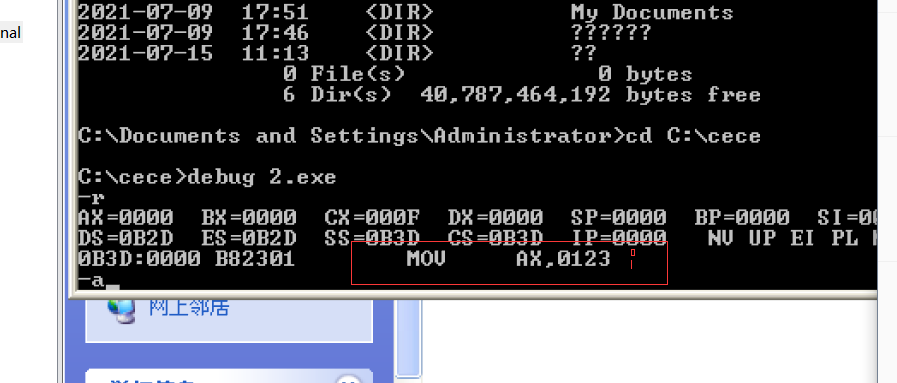 nal
2021-07-09 17:51 <DIR> My Documents
2021-07-09 17:46 <DIR> ??????
2021-07-15 11:13 <DIR> ??
0 File(s) 0 bytes
6 Dir(s) 40,787,464,192 bytes free
C:\Documents and Settings\Administrator>cd C:\cece
C:\cece>debug 2.exe
-r
AX=0000 BX=0000 CX=000F DX=0000 SP=0000 BP=0000 SI=00
DS=0B2D ES=0B2D SS=0B3D CS=0B3D IP=0000 NV UP EI PL
0B3D:0000 B82301 MOV AX,0123
-a_
网上邻居